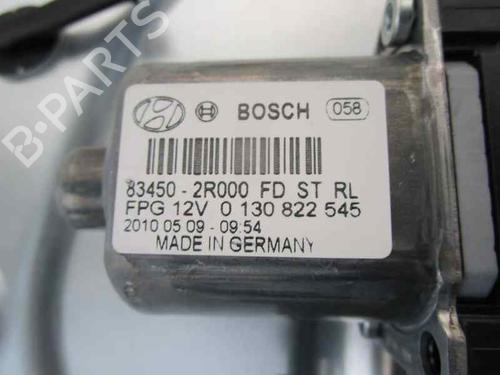 B-PARTS
BOSCH 058
83450 - 2R000 FD ST RL
FPG 12V 0 130 822 545
2010 05 09 - 09:54
MADE IN GERMANY